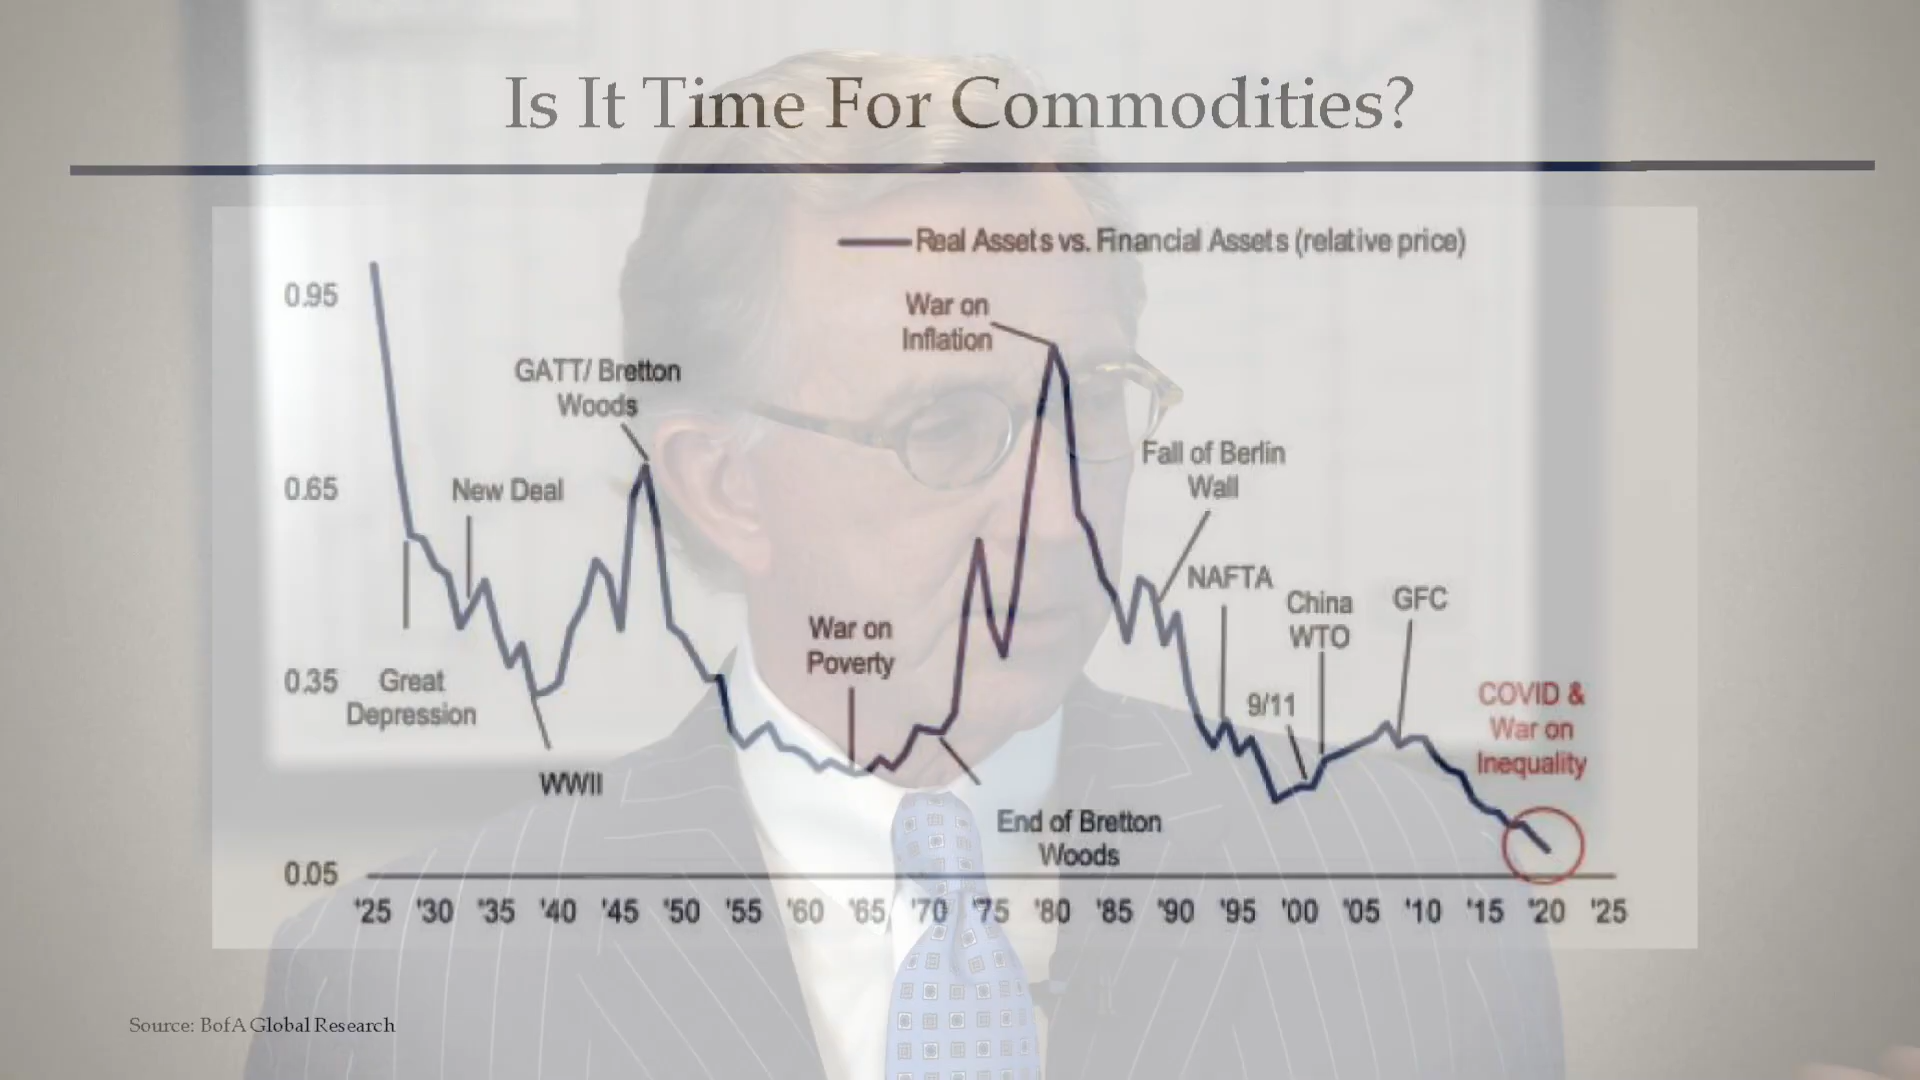 Is It Time For Commodities?
Real Assets vs. Financial Assets (relative price)
0.95
0.65
0.35
0.05
War on
Inflation
GATT/ Bretton
Woods
New Deal
Fall of Berlin
Wall
NAFTA
China
WTO
GFC
War on
Poverty
Great
Depression
9/11
COVID &
War on
Inequality
WWII
End of Bretton
Woods
'25 '30 '35 '40 '45 '50 '55 '60 '65 '70 '75 '80 '85 '90 '95 '00 '05 '10 '15 '20 '25
Source: BofA Global Research